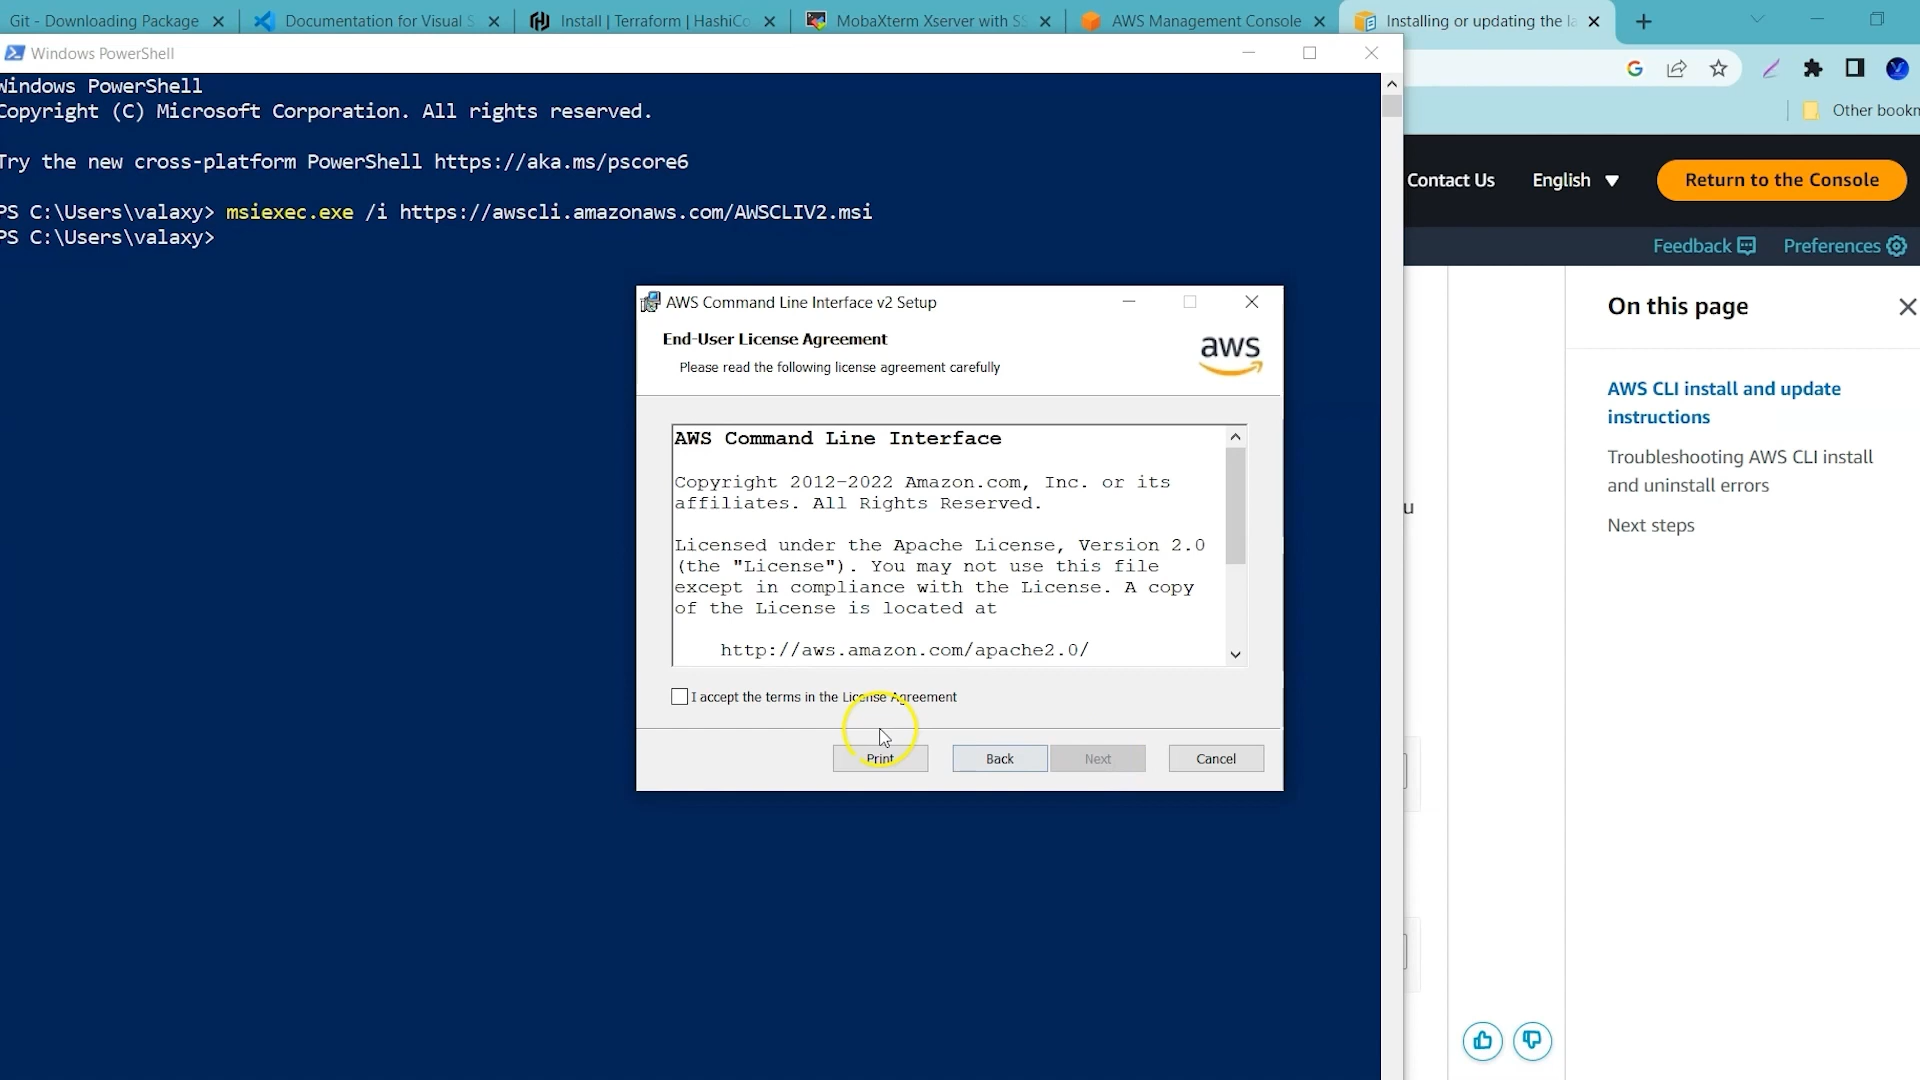 Git - Downloading Package
Documentation for Visual S
Install | Terraform | HashiCo
MobaXterm Xserver with SS
AWS Management Console
Installing or updating the la
Windows PowerShell
Other bookm
Windows PowerShell
Copyright (C) Microsoft Corporation. All rights reserved.
Try the new cross-platform PowerShell https://aka.ms/pscore6
PS C:\Users\valaxy> msiexec.exe /i https://awscli.amazonaws.com/AWSCLIV2.msi
PS C:\Users\valaxy>
Contact Us
English
Return to the Console
Feedback
Preferences
On this page
AWS CLI install and update
instructions
Troubleshooting AWS CLI install
and uninstall errors
Next steps
u
AWS Command Line Interface v2 Setup
End-User License Agreement
Please read the following license agreement carefully
aws
AWS Command Line Interface
Copyright 2012-2022 Amazon.com, Inc. or its
affiliates. All Rights Reserved.
Licensed under the Apache License, Version 2.0
(the "License"). You may not use this file
except in compliance with the License. A copy
of the License is located at
http://aws.amazon.com/apache2.0/
I accept the terms in the License Agreement
Print
Back
Next
Cancel